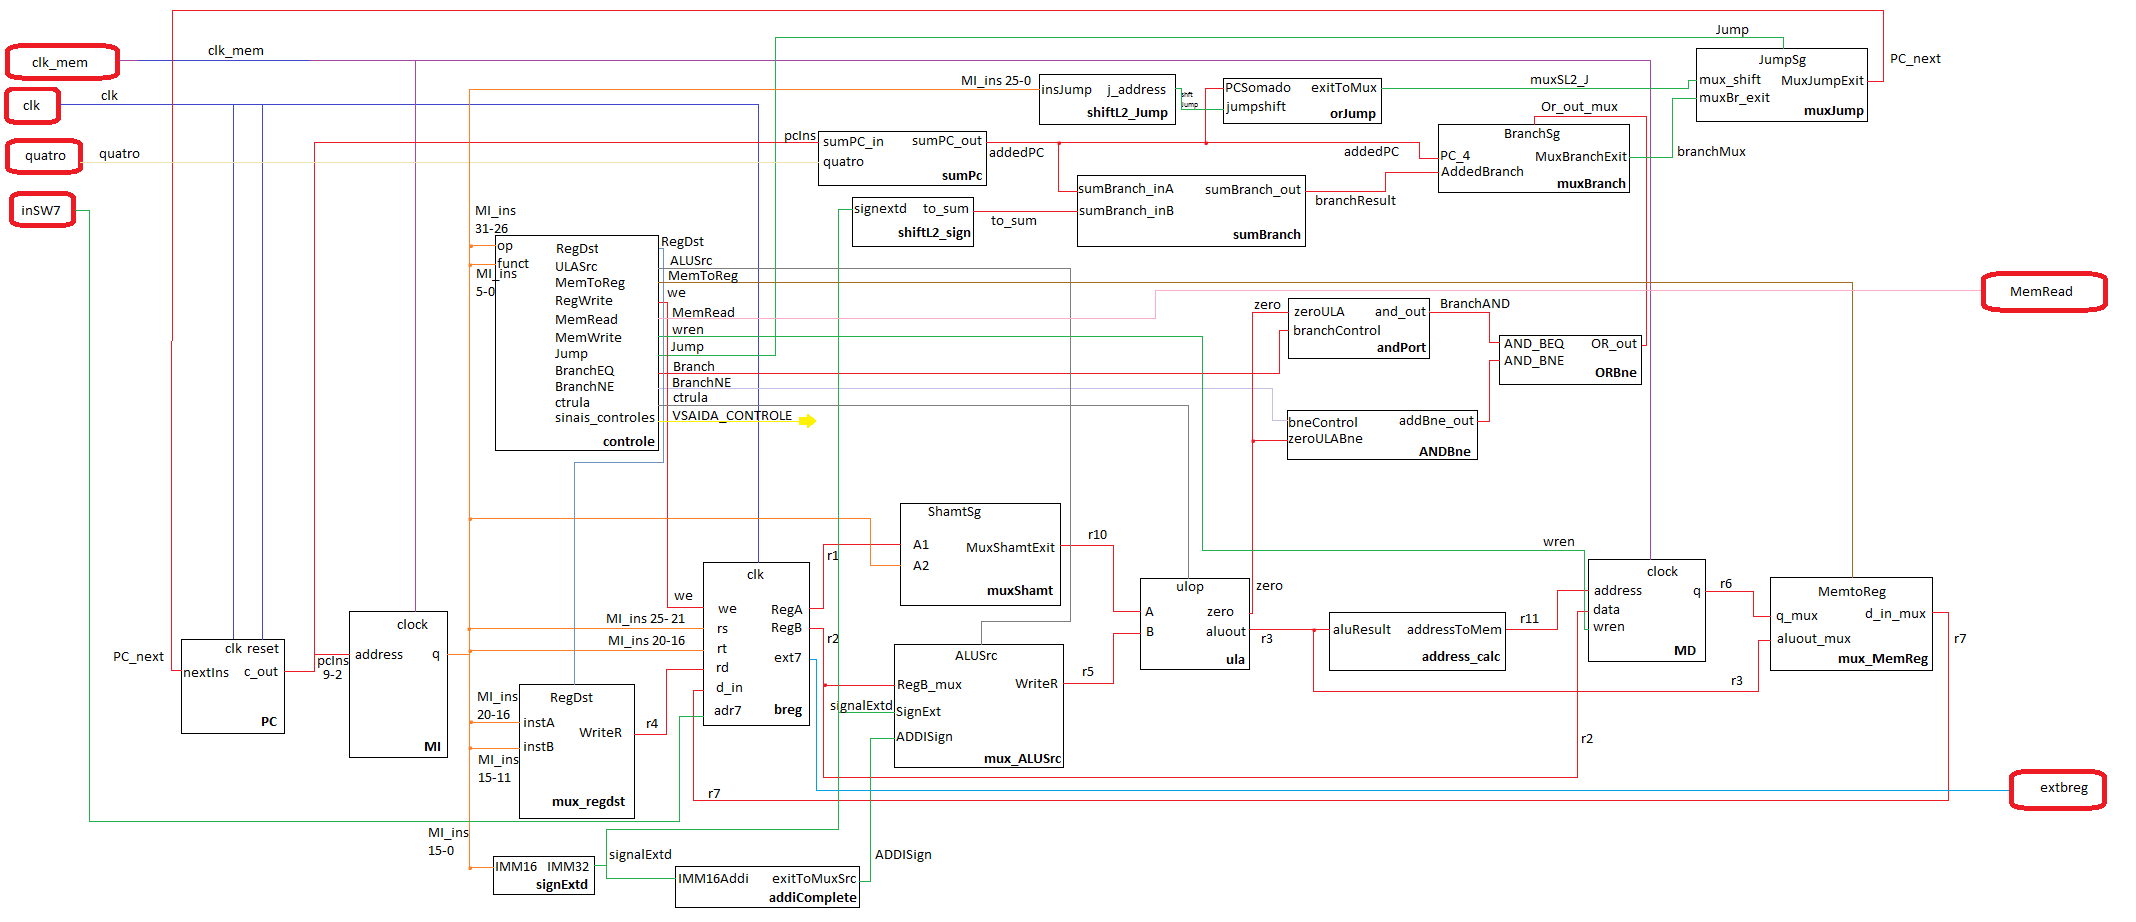 clk_mem
clk_mem
clk
clk
quatro
quatro
inSW7
PC_next
Jump
JumpSg
mux_shift
MuxJumpExit
muxBr_exit
muxJump
PC_next
MI_ins 25-0
insJump
j_address
shiftL2_Jump
shft
Jump
PCSomado
exitToMux
jumpshift
orJump
muxSL2_J
Or_out_mux
BranchSg
PC_4
MuxBranchExit
AddedBranch
muxBranch
branchMux
pcIns
sumPC_in
sumPC_out
quatro
sumPc
addedPC
addedPC
signextd
to_sum
shiftL2_sign
to_sum
sumBranch_inA
sumBranch_out
sumBranch_inB
sumBranch
branchResult
MI_ins
31-26
op
funct
MI_ins
5-0
RegDst
ULASrc
MemToReg
RegWrite
MemRead
MemWrite
Jump
BranchEQ
BranchNE
ctrula
sinais_controles
controle
RegDst
ALUSrc
MemToReg
we
MemRead
wren
Jump
Branch
BranchNE
ctrula
VSAIDA_CONTROLE
MemRead
zero
zeroULA
and_out
branchControl
andPort
BranchAND
AND_BEQ
OR_out
AND_BNE
ORBne
bneControl
addBne_out
zeroULABne
ANDBne
ShamtSg
A1
MuxShamtExit
A2
muxShamt
r10
r1
clk
we
rs
rt
rd
d_in
adr7
RegA
RegB
ext7
breg
we
MI_ins 25- 21
MI_ins 20-16
r2
r4
r7
nextIns
clk reset
c_out
PC
pcIns
9-2
clock
address
q
MI
MI_ins
20-16
MI_ins
15-11
RegDst
instA
WriteR
instB
mux_regdst
signalExtd
ALUSrc
RegB_mux
WriteR
SignExt
ADDISign
mux_ALUSrc
r5
ulop
A
zero
B
aluout
ula
zero
r3
aluResult
addressToMem
address_calc
r11
wren
clock
address
q
data
wren
MD
r6
MemtoReg
q_mux
d_in_mux
aluout_mux
mux_MemReg
r7
r3
r2
extbreg
MI_ins
15-0
IMM16
IMM32
signExtd
signalExtd
IMM16Addi
exitToMuxSrc
addiComplete
ADDISign